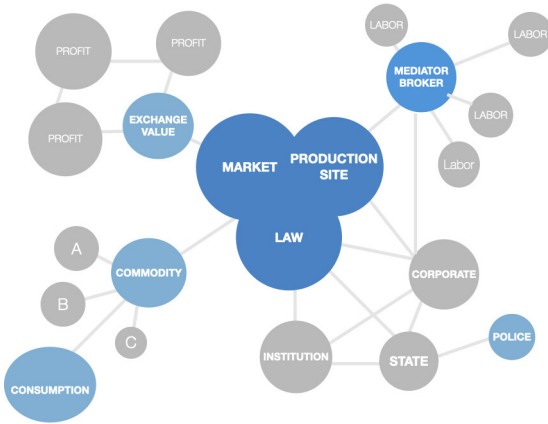 PROFIT
PROFIT
PROFIT
EXCHANGE
VALUE
LABOR
LABOR
MEDIATOR
BROKER
LABOR
Labor
MARKET
PRODUCTION
SITE
LAW
A
B
C
COMMODITY
CONSUMPTION
CORPORATE
INSTITUTION
STATE
POLICE